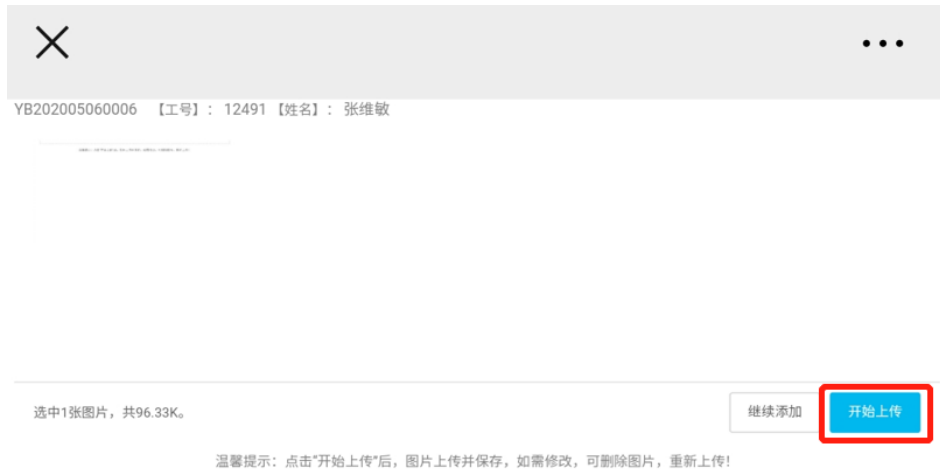 YB202005060006 【工号】: 12491 【姓名】: 张维敏
选中1张图片，共96.33K。
继续添加
开始上传
温馨提示：点击“开始上传”后，图片上传并保存，如需修改，可删除图片，重新上传!